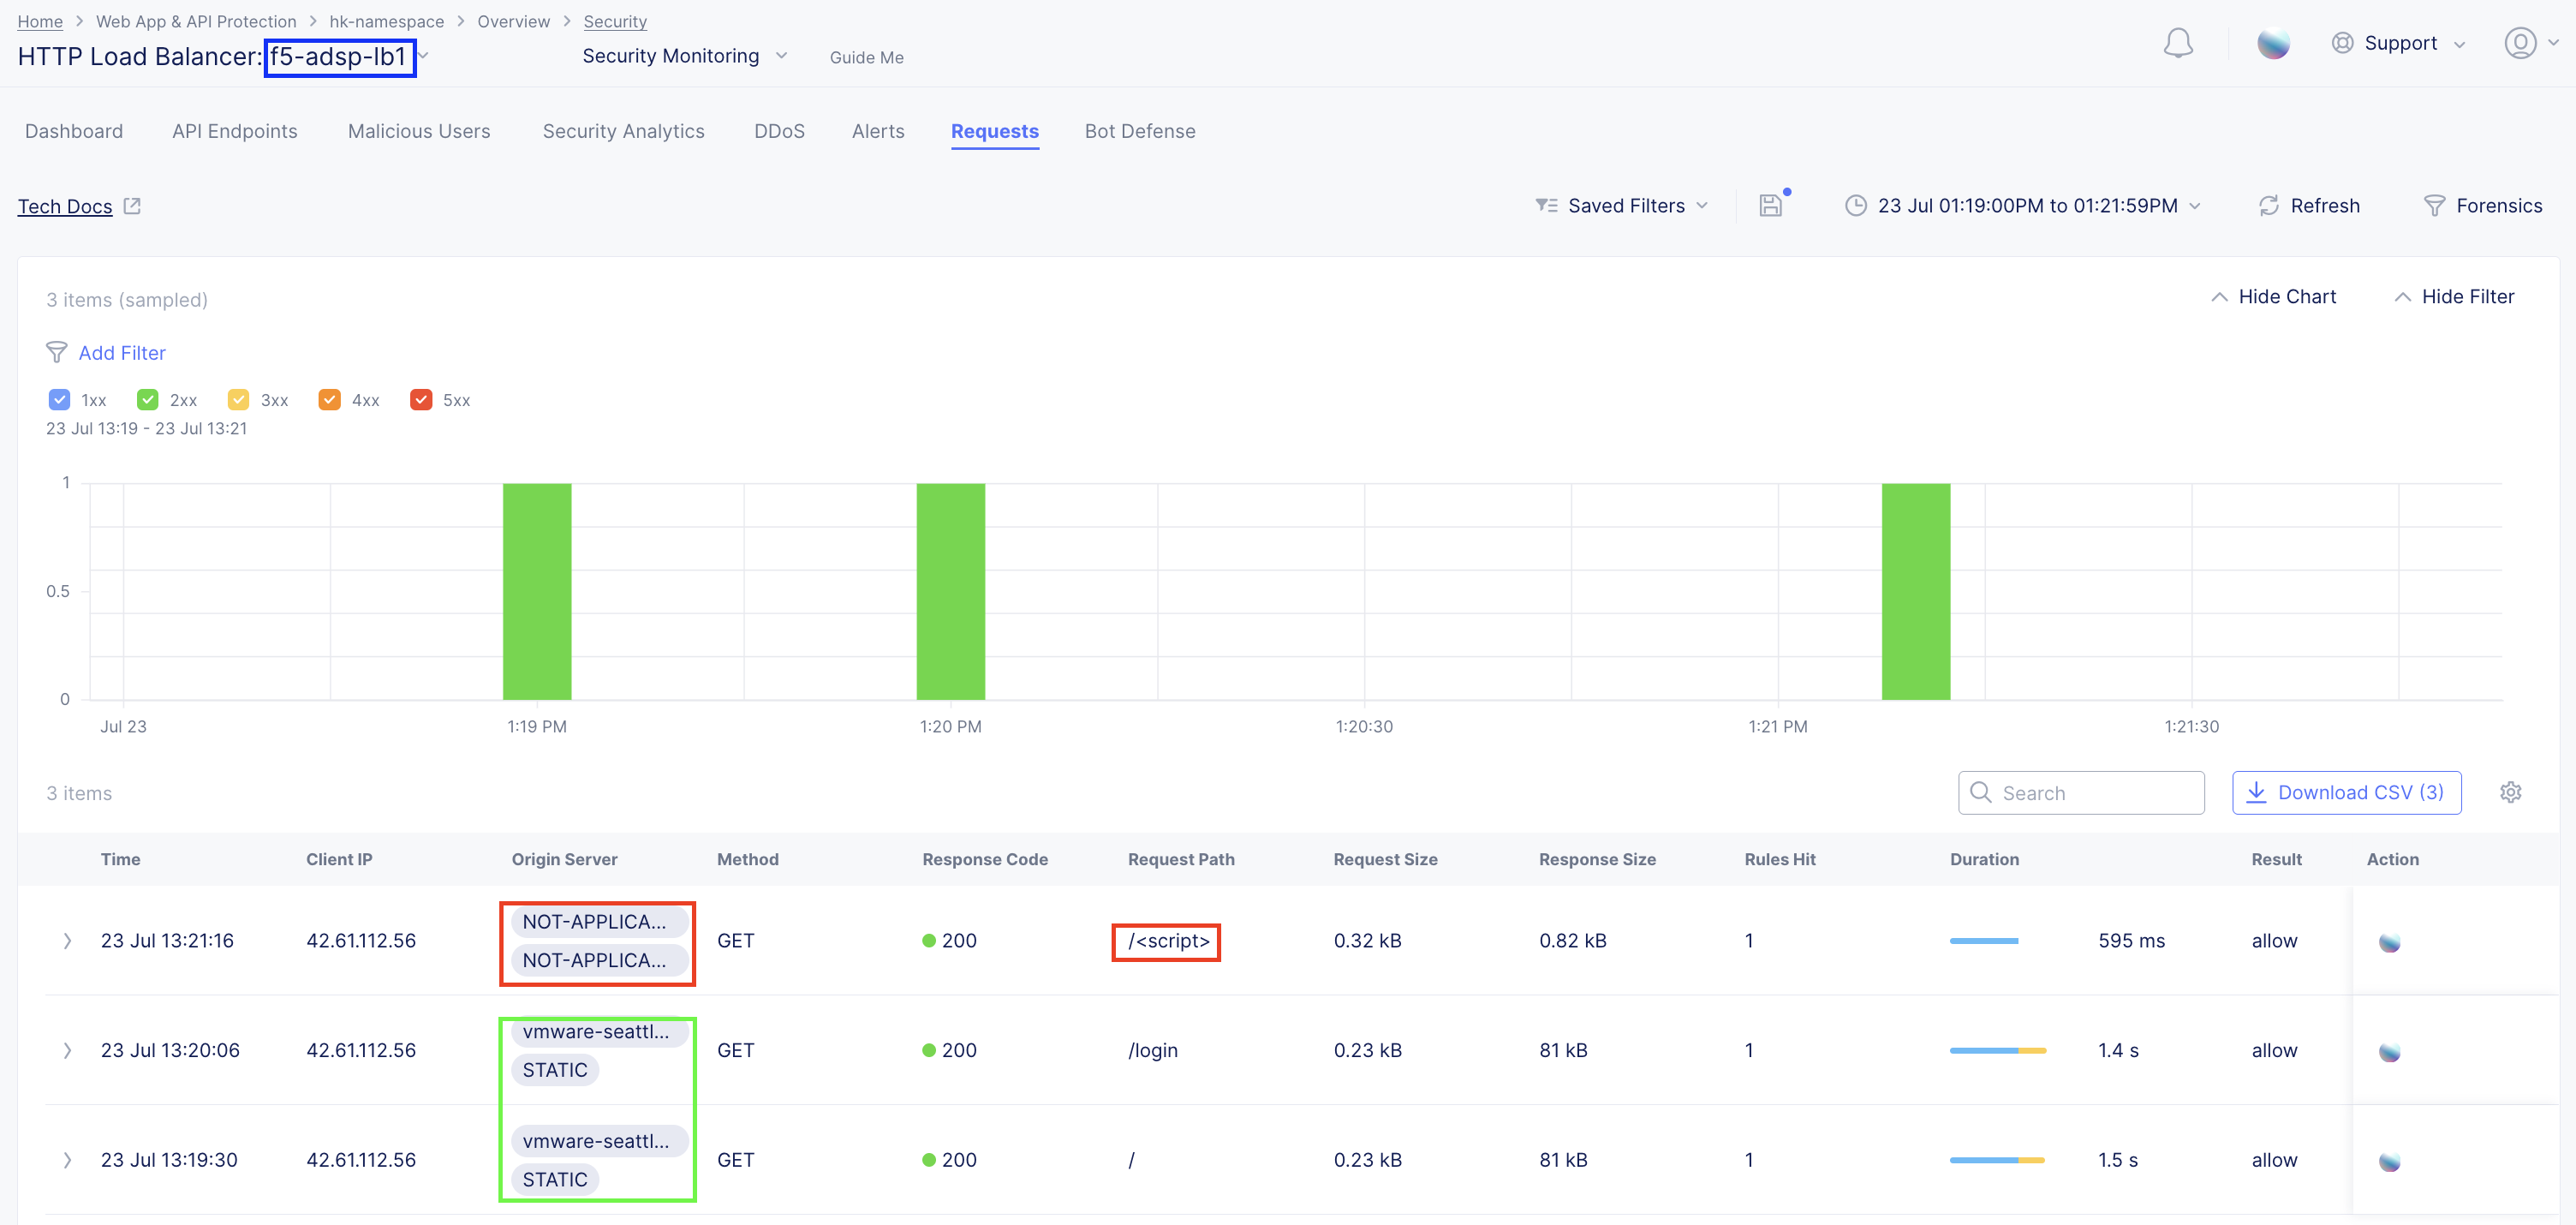 Home > Web App & API Protection > hk-namespace > Overview > Security
HTTP Load Balancer: f5-adsp-lb1 Security Monitoring Guide Me
Support
Dashboard API Endpoints Malicious Users Security Analytics DDoS Alerts Requests Bot Defense
Tech Docs Saved Filters 23 Jul 01:19:00PM to 01:21:59PM Refresh Forensics
3 items (sampled) Hide Chart Hide Filter
Add Filter
1xx 2xx 3xx 4xx 5xx
23 Jul 13:19 - 23 Jul 13:21
1
0.5
0
Jul 23 1:19 PM 1:20 PM 1:20:30 1:21 PM 1:21:30
3 items Search Download CSV (3)
Time Client IP Origin Server Method Response Code Request Path Request Size Response Size Rules Hit Duration Result Action
NOT-APPLICA...
23 Jul 13:21:16 42.61.112.56 GET 200 /<script> 0.32 kB 0.82 kB 1 595 ms allow
NOT-APPLICA...
vmware-seattl...
23 Jul 13:20:06 42.61.112.56 GET 200 /login 0.23 kB 81 kB 1 1.4 s allow
STATIC
vmware-seattl...
23 Jul 13:19:30 42.61.112.56 GET 200 / 0.23 kB 81 kB 1 1.5 s allow
STATIC